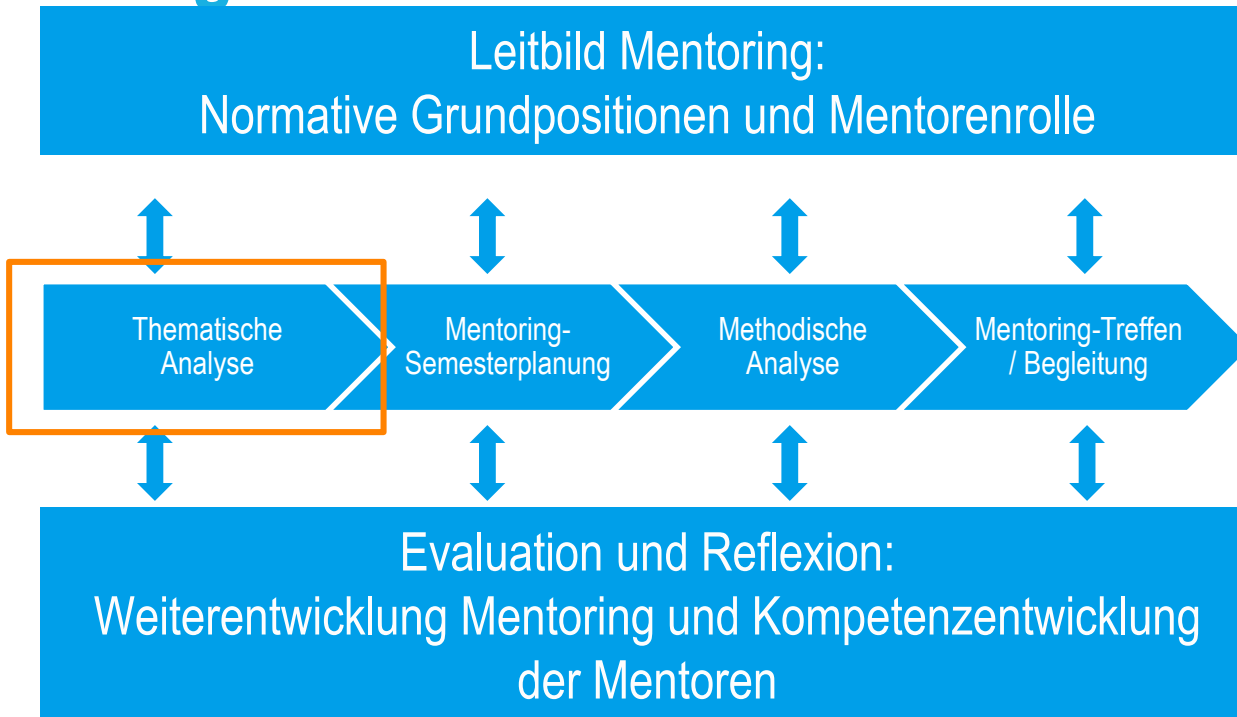 Leitbild Mentoring:
Normative Grundpositionen und Mentorenrolle
Thematische
Analyse
Mentoring-
Semesterplanung
Methodische
Analyse
Mentoring-Treffen
/ Begleitung
Evaluation und Reflexion:
Weiterentwicklung Mentoring und Kompetenzentwicklung
der Mentoren